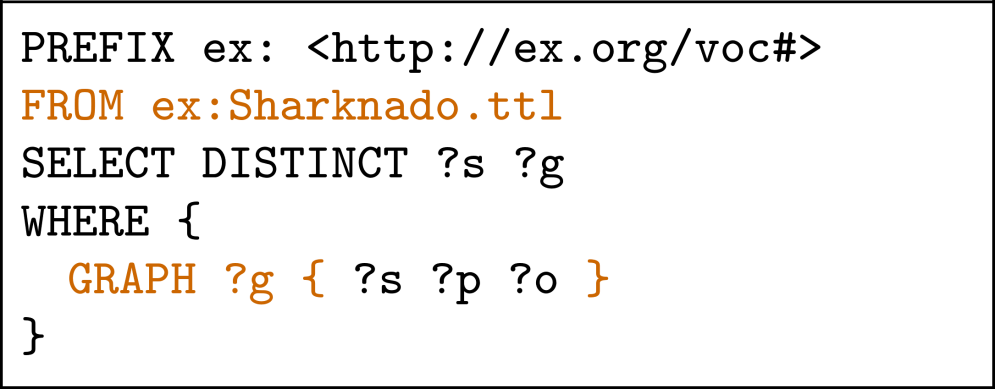 PREFIX ex: <http://ex.org/voc#>
FROM ex:Sharknado.ttl
SELECT DISTINCT ?s ?g
WHERE {
  GRAPH ?g { ?s ?p ?o }
}